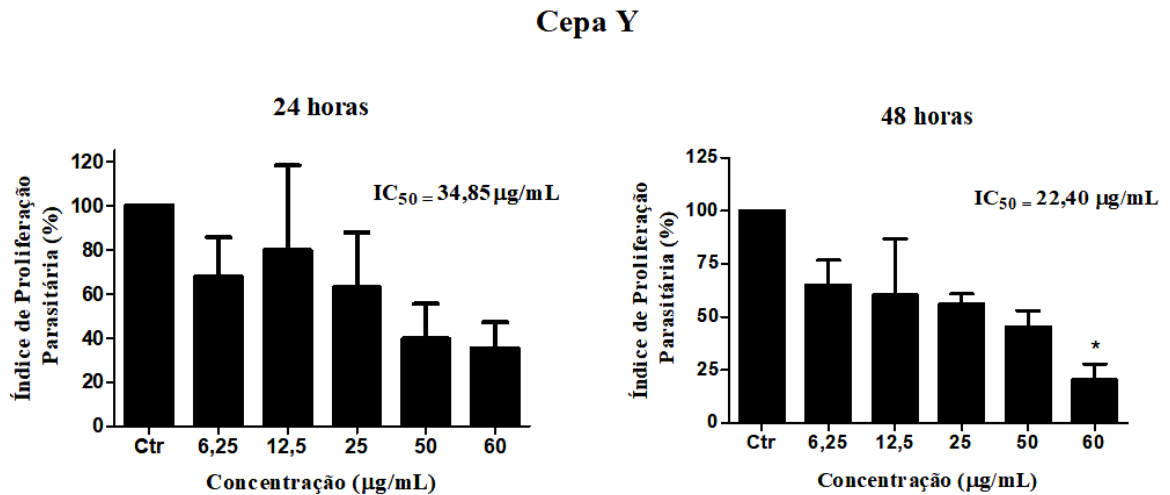 Cepa Y
24 horas
Índice de Proliferação
Parasitária (%)
120
100
80
60
40
20
0
IC50 = 34,85 µg/mL
Ctr 6,25 12,5 25 50 60
Concentração (µg/mL)
48 horas
Índice de Proliferação
Parasitária (%)
125
100
75
50
25
0
IC50 = 22,40 µg/mL
*
Ctr 6,25 12,5 25 50 60
Concentração (µg/mL)